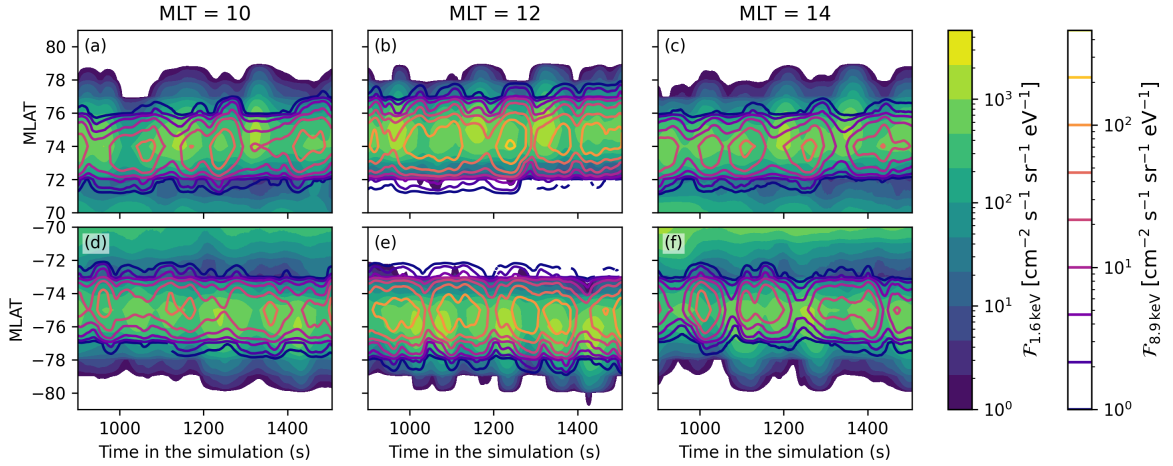 MLT = 10
MLT = 12
MLT = 14
(a)
(b)
(c)
MLAT
80
78
76
74
72
70
(d)
(e)
(f)
MLAT
−70
−72
−74
−76
−78
−80
1000
1200
1400
1000
1200
1400
1000
1200
1400
Time in the simulation (s)
Time in the simulation (s)
Time in the simulation (s)
10³
10²
10¹
10⁰
ℱ₁.₆ ₖₑᵥ [cm⁻² s⁻¹ sr⁻¹ eV⁻¹]
10²
10¹
10⁰
ℱ₈.₉ ₖₑᵥ [cm⁻² s⁻¹ sr⁻¹ eV⁻¹]